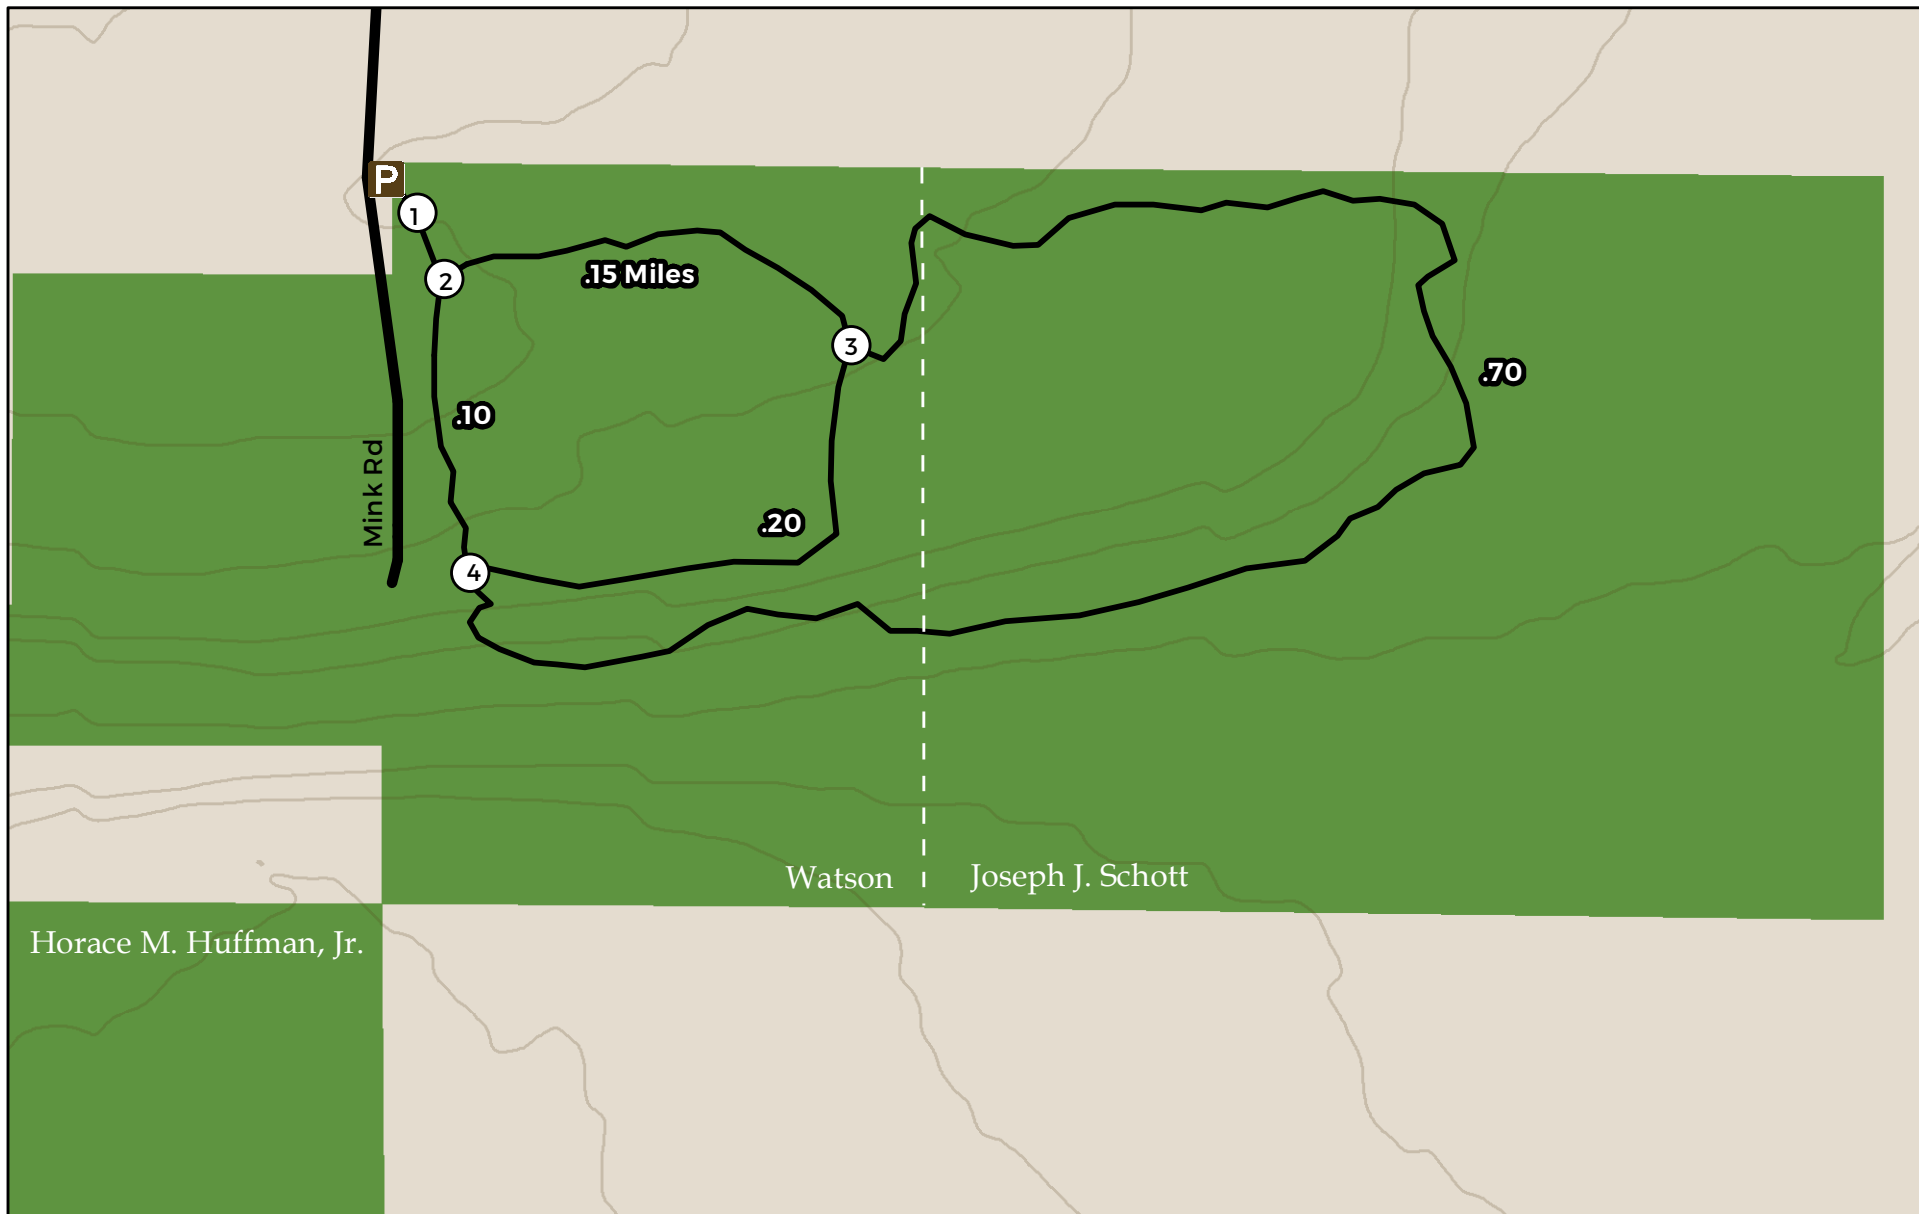 P
1
2
.15 Miles
3
.70
.10
Mink Rd
.20
4
Watson
Joseph J. Schott
Horace M. Huffman, Jr.